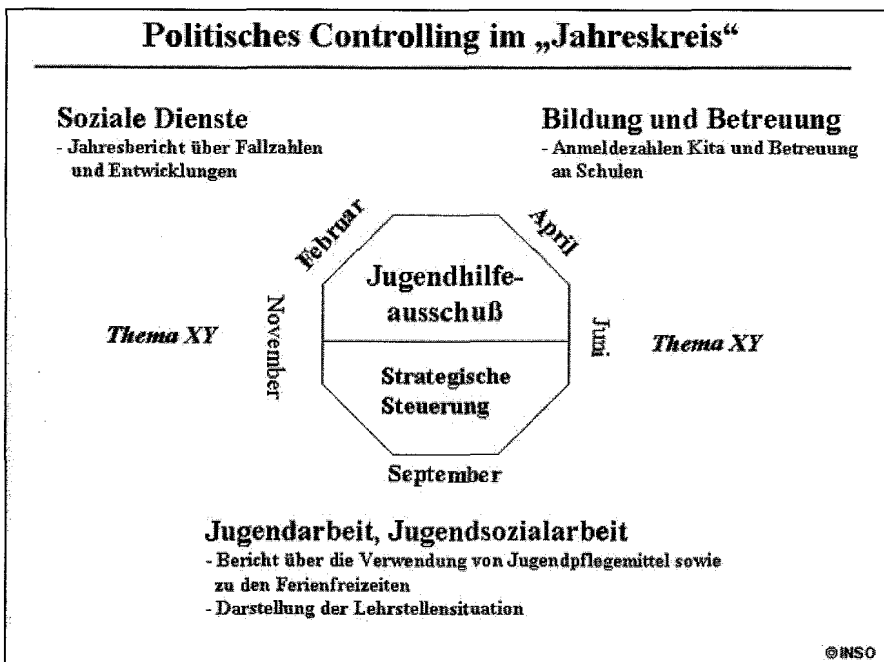 Politisches Controlling im „Jahreskreis“
Soziale Dienste
- Jahresbericht über Fallzahlen
und Entwicklungen
Bildung und Betreuung
- Anmeldezahlen Kita und Betreuung
an Schulen
Februar
April
Jugendhilfe-
ausschuß
November
Juni
Thema XY
Thema XY
Strategische
Steuerung
September
Jugendarbeit, Jugendsozialarbeit
- Bericht über die Verwendung von Jugendpflegemittel sowie
zu den Ferienfreizeiten
- Darstellung der Lehrstellensituation
©INSO